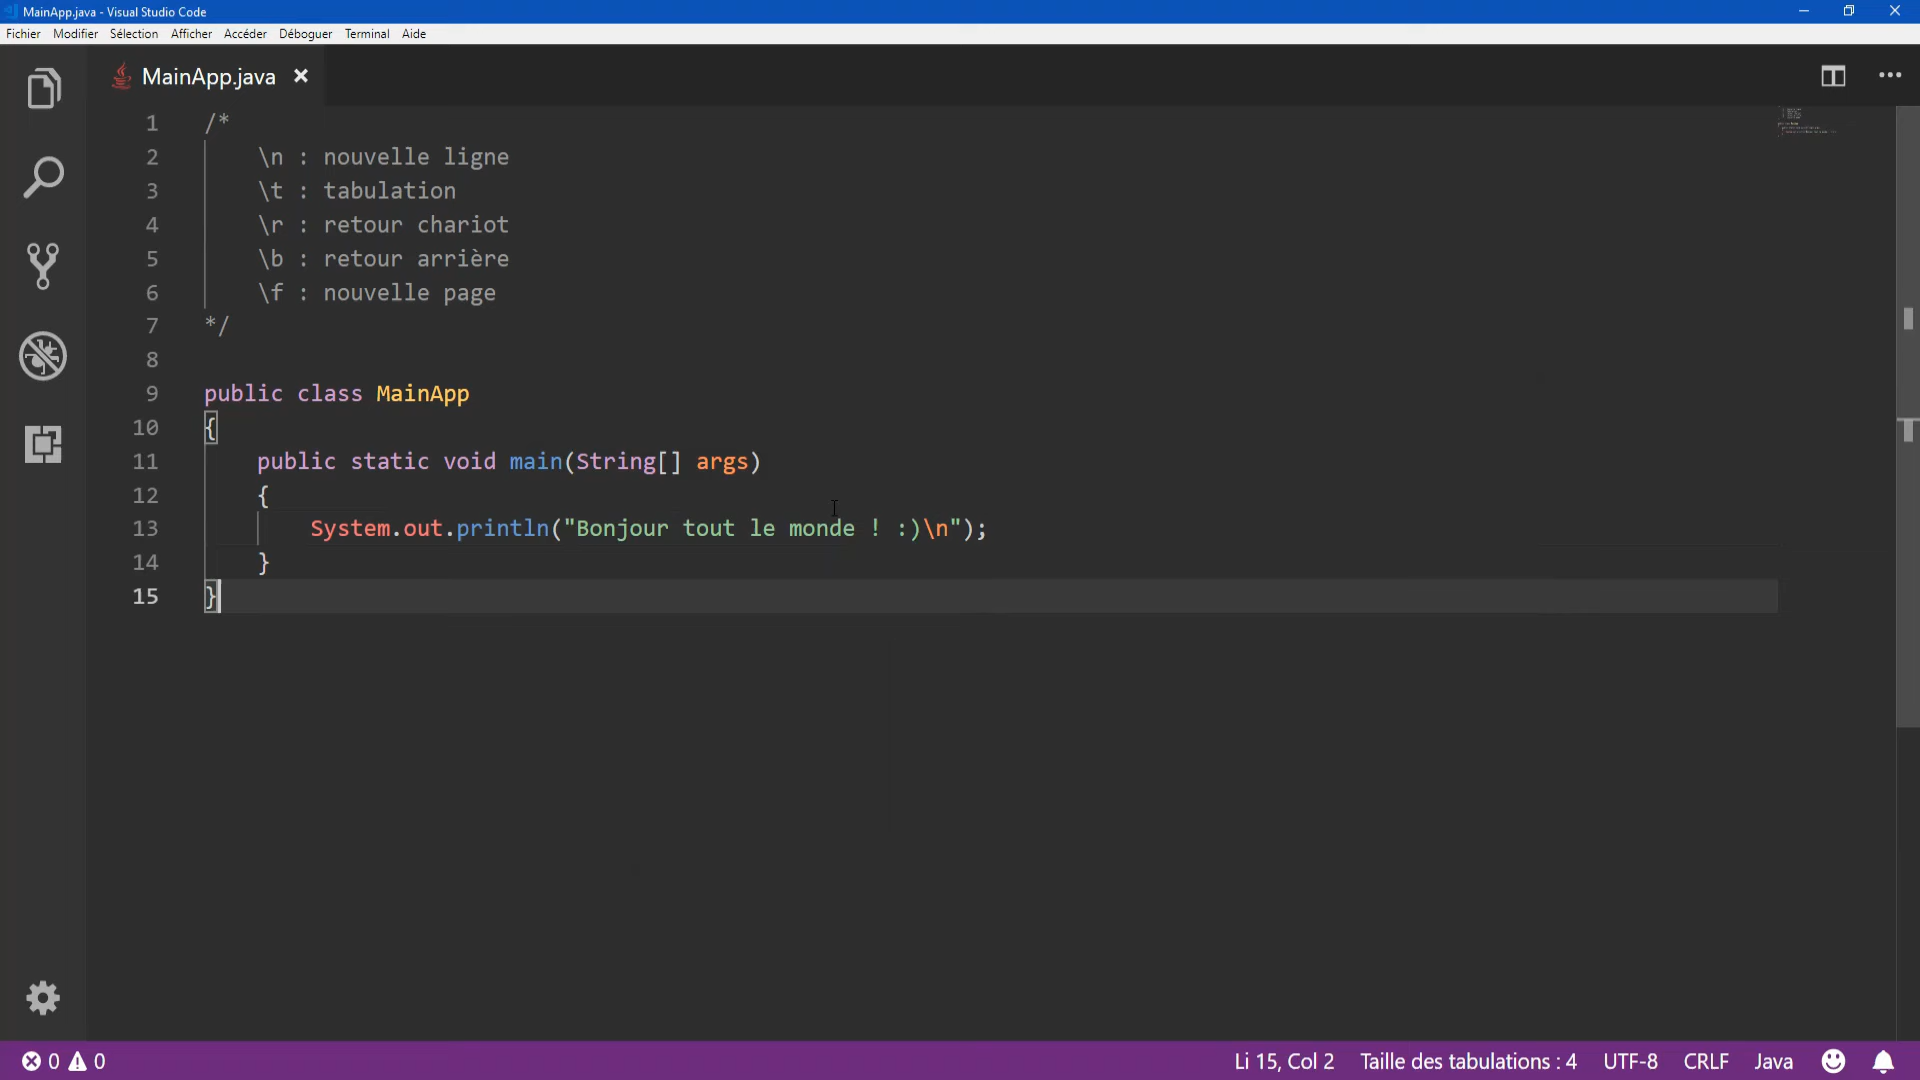 MainApp.java - Visual Studio Code
Fichier Modifier Sélection Afficher Accéder Déboguer Terminal Aide
MainApp.java
1 /*
2 \n : nouvelle ligne
3 \t : tabulation
4 \r : retour chariot
5 \b : retour arrière
6 \f : nouvelle page
7 */
8
9 public class MainApp
10 {
11 public static void main(String[] args)
12 {
13 System.out.println("Bonjour tout le monde ! :)\n");
14 }
15 }
0 0 Li 15, Col 2 Taille des tabulations : 4 UTF-8 CRLF Java